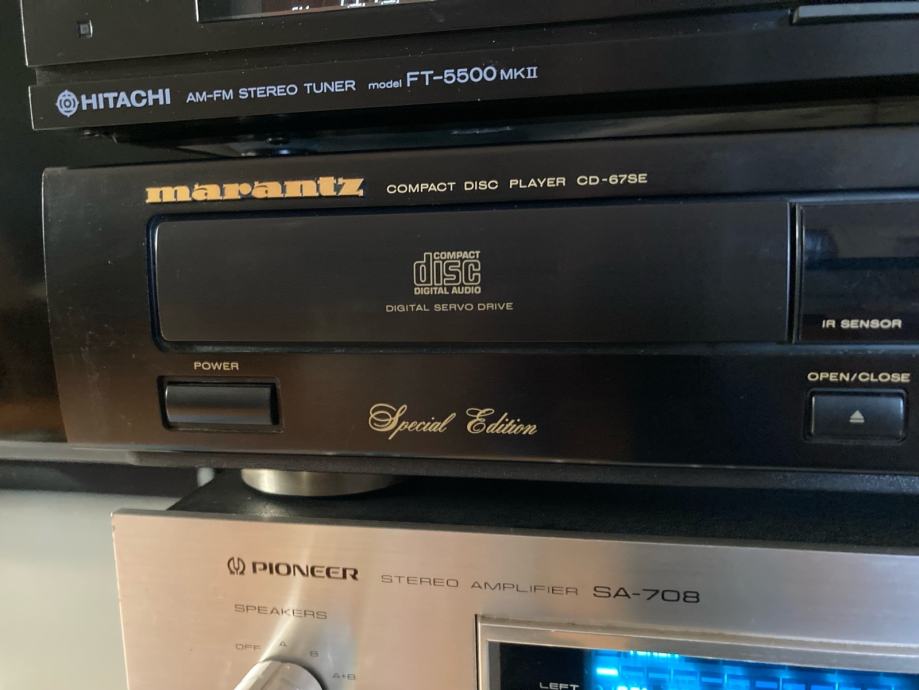 HITACHI AM-FM STEREO TUNER model FT-5500 MKII
marantz COMPACT DISC PLAYER CD-67SE
COMPACT
disc
DIGITAL AUDIO
DIGITAL SERVO DRIVE
IR SENSOR
POWER
OPEN/CLOSE
Special Edition
PIONEER STEREO AMPLIFIER SA-708
SPEAKERS
OFF A B A+B
LEFT